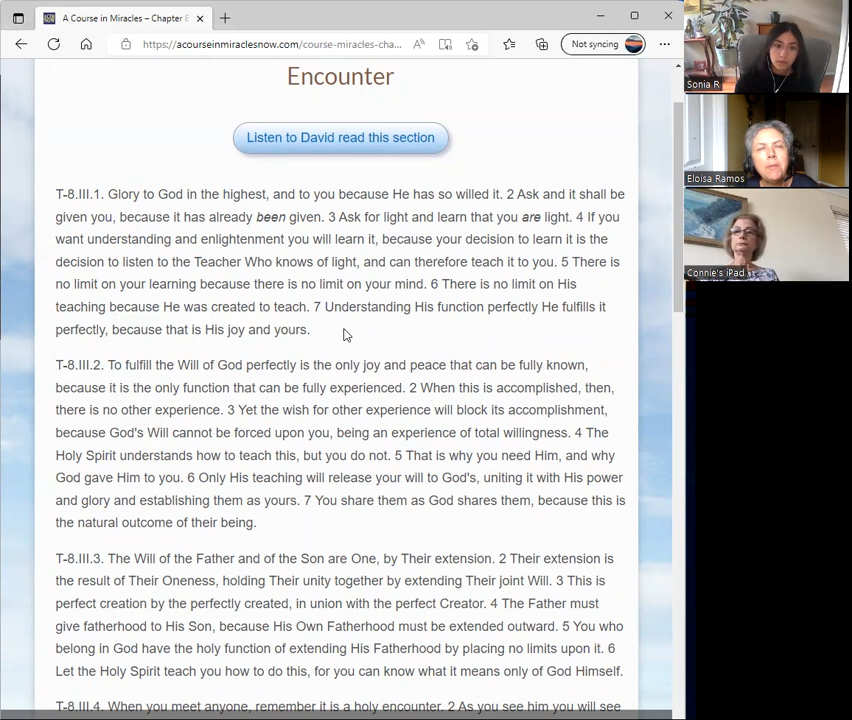 A Course in Miracles – Chapter 8
https://acourseinmiraclesnow.com/course-miracles-cha...
Not syncing
Encounter
Listen to David read this section
T-8.III.1. Glory to God in the highest, and to you because He has so willed it. 2 Ask and it shall be
given you, because it has already been given. 3 Ask for light and learn that you are light. 4 If you
want understanding and enlightenment you will learn it, because your decision to learn it is the
decision to listen to the Teacher Who knows of light, and can therefore teach it to you. 5 There is
no limit on your learning because there is no limit on your mind. 6 There is no limit on His
teaching because He was created to teach. 7 Understanding His function perfectly He fulfills it
perfectly, because that is His joy and yours.
T-8.III.2. To fulfill the Will of God perfectly is the only joy and peace that can be fully known,
because it is the only function that can be fully experienced. 2 When this is accomplished, then,
there is no other experience. 3 Yet the wish for other experience will block its accomplishment,
because God's Will cannot be forced upon you, being an experience of total willingness. 4 The
Holy Spirit understands how to teach this, but you do not. 5 That is why you need Him, and why
God gave Him to you. 6 Only His teaching will release your will to God's, uniting it with His power
and glory and establishing them as yours. 7 You share them as God shares them, because this is
the natural outcome of their being.
T-8.III.3. The Will of the Father and of the Son are One, by Their extension. 2 Their extension is
the result of Their Oneness, holding Their unity together by extending Their joint Will. 3 This is
perfect creation by the perfectly created, in union with the perfect Creator. 4 The Father must
give fatherhood to His Son, because His Own Fatherhood must be extended outward. 5 You who
belong in God have the holy function of extending His Fatherhood by placing no limits upon it. 6
Let the Holy Spirit teach you how to do this, for you can know what it means only of God Himself.
T-8.III.4. When you meet anyone, remember it is a holy encounter. 2 As you see him you will see
Sonia R
Eloisa Ramos
Connie's iPad